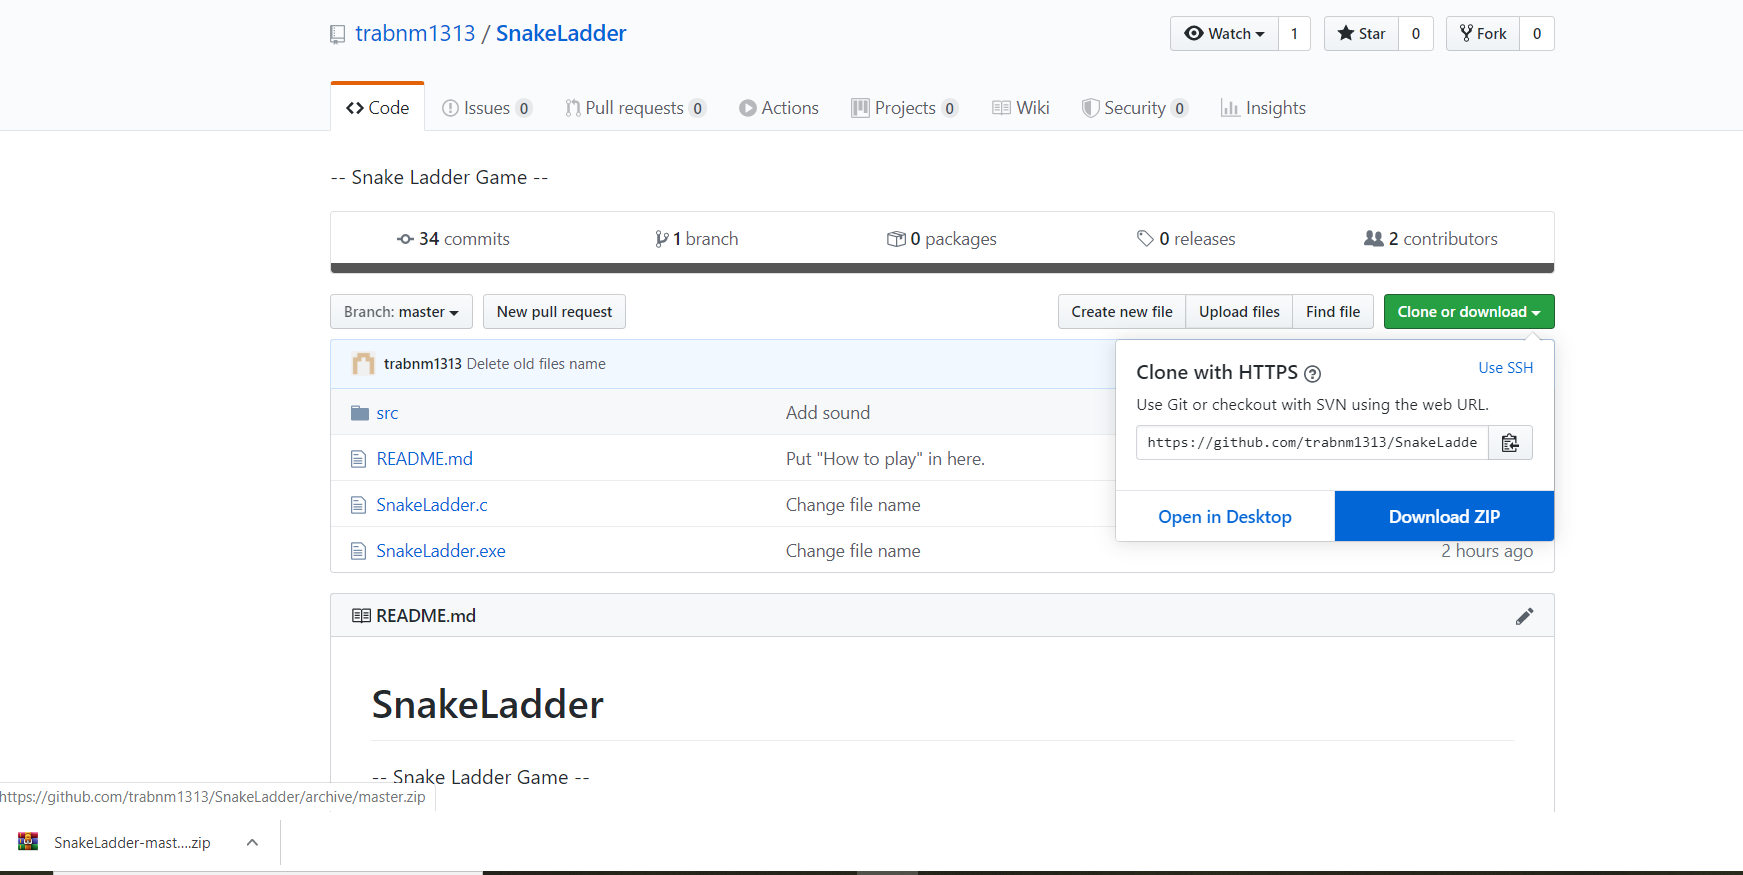 trabnm1313 / SnakeLadder
Watch 1 Star 0 Fork 0
Code Issues 0 Pull requests 0 Actions Projects 0 Wiki Security 0 Insights
-- Snake Ladder Game --
34 commits 1 branch 0 packages 0 releases 2 contributors
Branch: master New pull request Create new file Upload files Find file Clone or download
trabnm1313 Delete old files name
src Add sound
README.md Put "How to play" in here.
SnakeLadder.c Change file name
SnakeLadder.exe Change file name 2 hours ago
Clone with HTTPS ? Use SSH
Use Git or checkout with SVN using the web URL.
https://github.com/trabnm1313/SnakeLadde
Open in Desktop Download ZIP
README.md
SnakeLadder
-- Snake Ladder Game --
https://github.com/trabnm1313/SnakeLadder/archive/master.zip
SnakeLadder-mast....zip